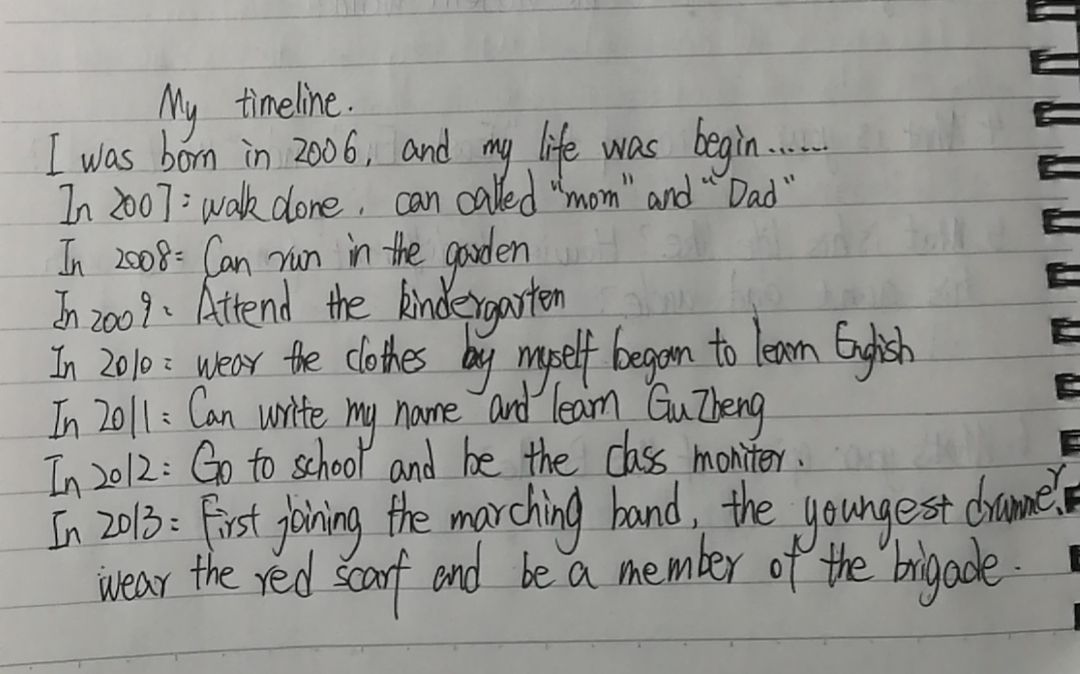 My timeline.
I was born in 2006, and my life was begin......
In 2007: walk done, can called "mom" and "Dad"
In 2008: Can run in the garden
In 2009: Attend the kindergarten
In 2010: wear the clothes by myself began to learn English
In 2011: Can write my name and learn GuZheng
In 2012: Go to school and be the class monitor.
In 2013: First joining the marching band, the youngest drummer,
wear the red scarf and be a member of the brigade.